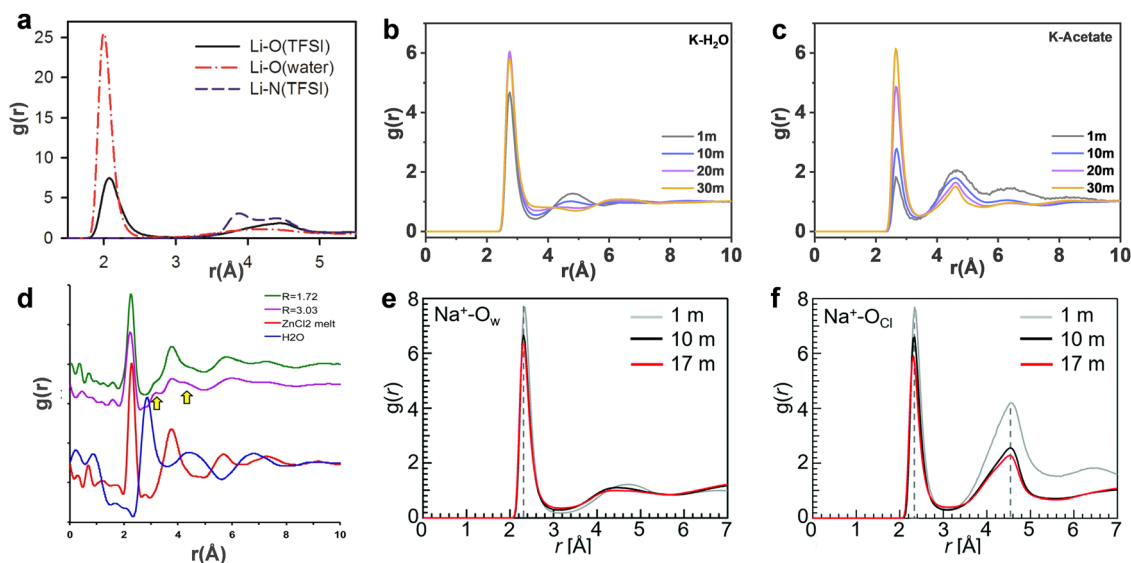 a
25
20
15
10
5
0
g(r)
Li-O(TFSI)
Li-O(water)
Li-N(TFSI)
2 3 4 5
r(Å)
b
K-H₂O
6
4
2
0
g(r)
1m
10m
20m
30m
0 2 4 6 8 10
r(Å)
c
K-Acetate
6
4
2
0
g(r)
1m
10m
20m
30m
0 2 4 6 8 10
r(Å)
d
R=1.72
R=3.03
ZnCl2 melt
H2O
g(r)
0 2 4 6 8 10
r(Å)
e
Na⁺-O_w
8
6
4
2
0
g(r)
1 m
10 m
17 m
0 1 2 3 4 5 6 7
r [Å]
f
Na⁺-O_Cl
8
6
4
2
0
g(r)
1 m
10 m
17 m
0 1 2 3 4 5 6 7
r [Å]